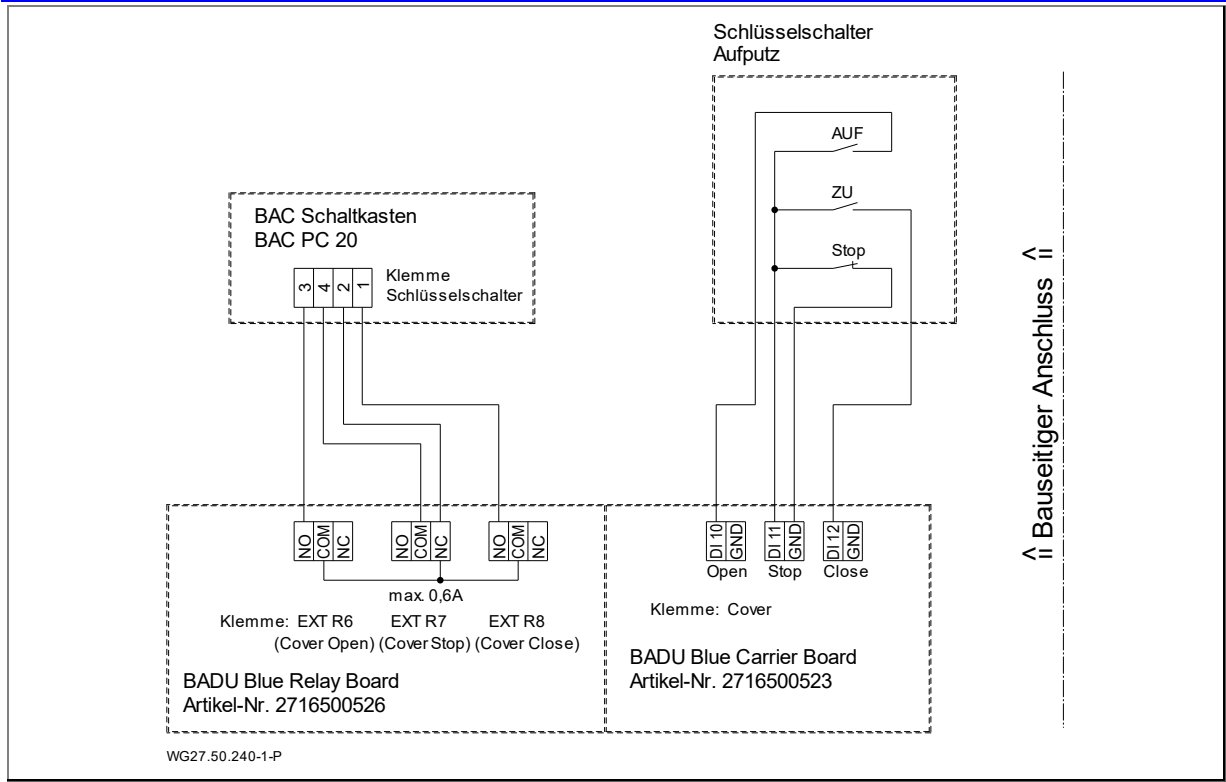 Schlüsselschalter
Aufputz
AUF
ZU
Stop
BAC Schaltkasten
BAC PC 20
3 4 2 1
Klemme
Schlüsselschalter
^= Bauseitiger Anschluss ^=
NO COM NC
NO COM NC
NO COM NC
max. 0,6A
Klemme: EXT R6 EXT R7 EXT R8
(Cover Open) (Cover Stop) (Cover Close)
BADU Blue Relay Board
Artikel-Nr. 2716500526
DI 10 GND
DI 11 GND
DI 12 GND
Open Stop Close
Klemme: Cover
BADU Blue Carrier Board
Artikel-Nr. 2716500523
WG27.50.240-1-P